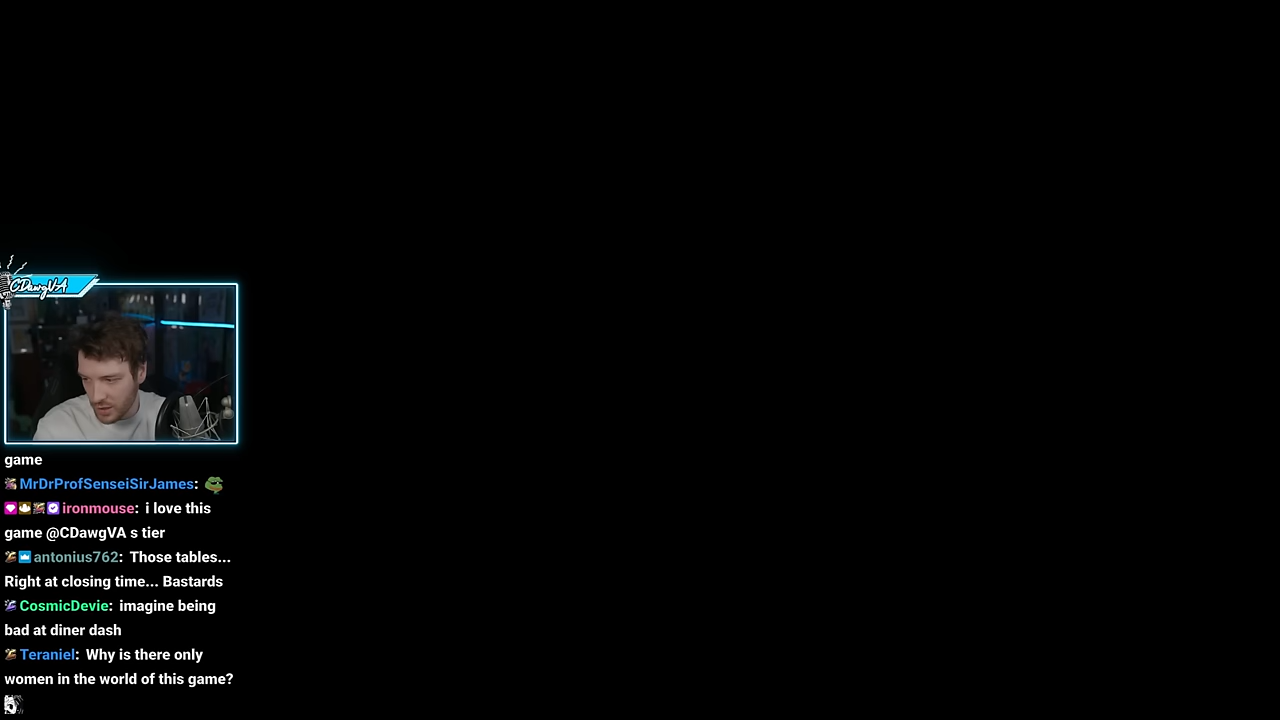 CDawgVA
game
MrDrProfSenseiSirJames:
ironmouse: i love this
game @CDawgVA s tier
antonius762: Those tables...
Right at closing time... Bastards
CosmicDevie: imagine being
bad at diner dash
Teraniel: Why is there only
women in the world of this game?